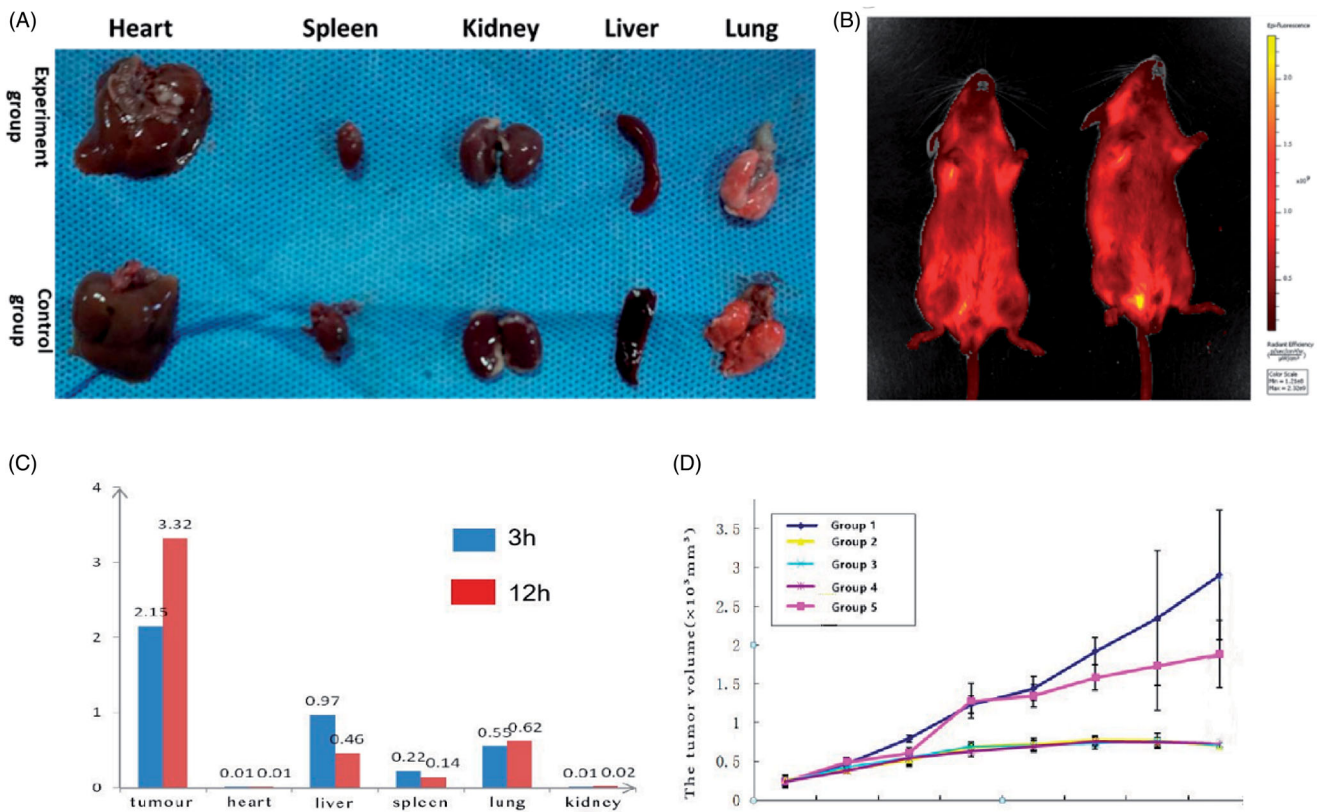 (A)
Heart Spleen Kidney Liver Lung
Experiment
group
Control
group
(B)
Epi-fluorescence
2.0
1.5
1.0
0.5
Radiant Efficiency
Color Scale
Min = 1.21e8
Max = 2.32e9
(C)
4
3
2
1
0
2.15
3.32
0.01 0.01
0.97
0.46
0.22
0.14
0.55
0.62
0.01
0.02
3h
12h
tumour heart liver spleen lung kidney
(D)
The tumor volume(×10³mm³)
3.5
3
2.5
2
1.5
1
0.5
0
Group 1
Group 2
Group 3
Group 4
Group 5